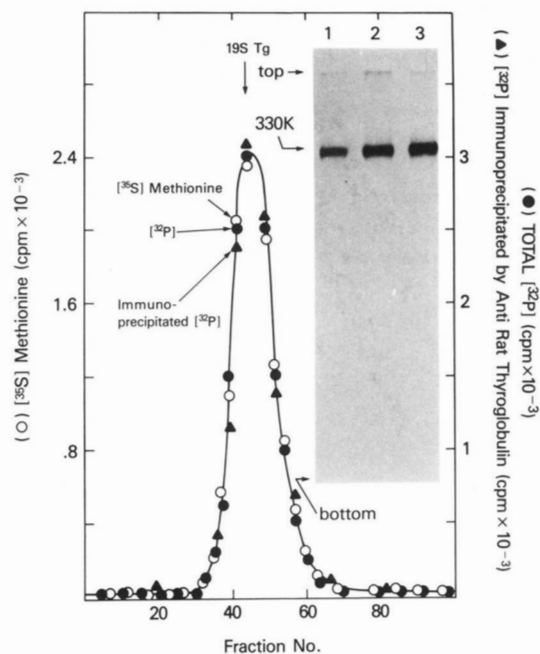 1 2 3
19S Tg
top
330K
2.4
1.6
.8
3
2
1
[³⁵S] Methionine
[³²P]
Immuno-
precipitated [³²P]
bottom
20 40 60 80
Fraction No.
(○) [³⁵S] Methionine (cpm × 10⁻³)
(▲) [³²P] Immunoprecipitated by Anti Rat Thyroglobulin (cpm × 10⁻³)
(●) TOTAL [³²P] (cpm×10⁻³)